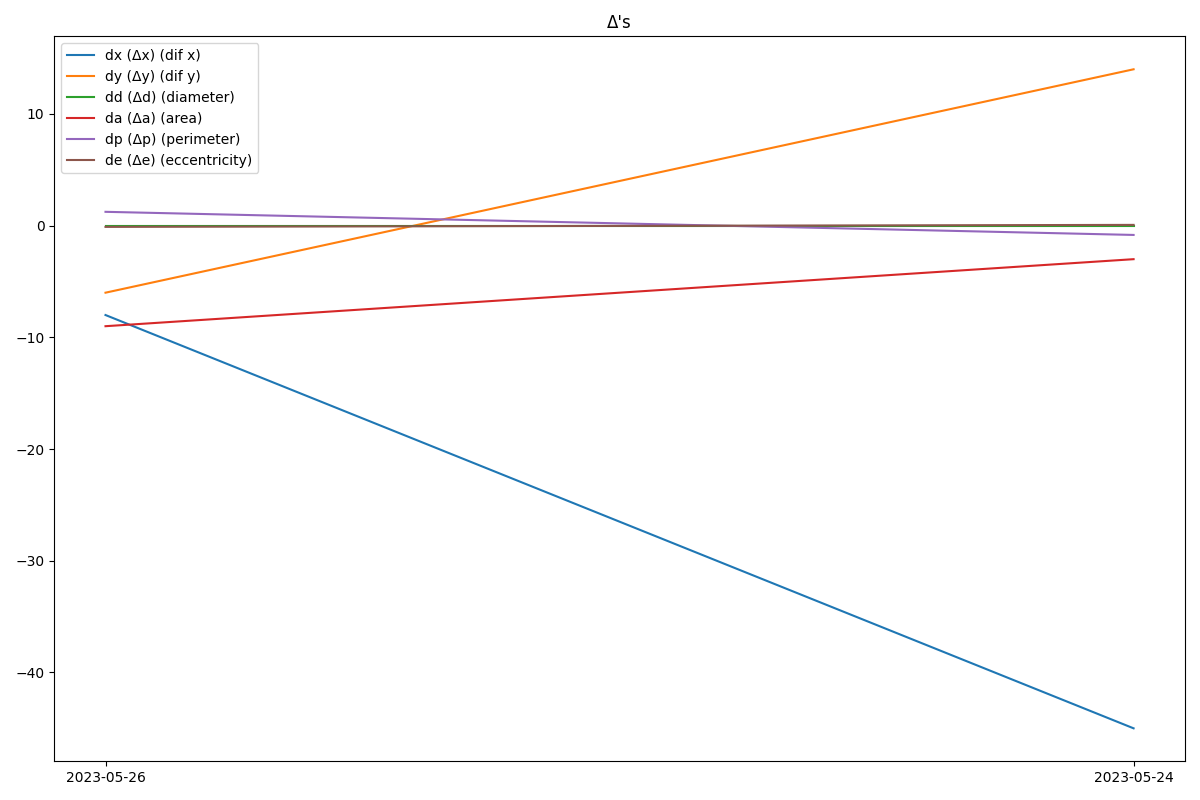 Δ's
dx (Δx) (dif x)
dy (Δy) (dif y)
dd (Δd) (diameter)
da (Δa) (area)
dp (Δp) (perimeter)
de (Δe) (eccentricity)
10
0
−10
−20
−30
−40
2023-05-26
2023-05-24